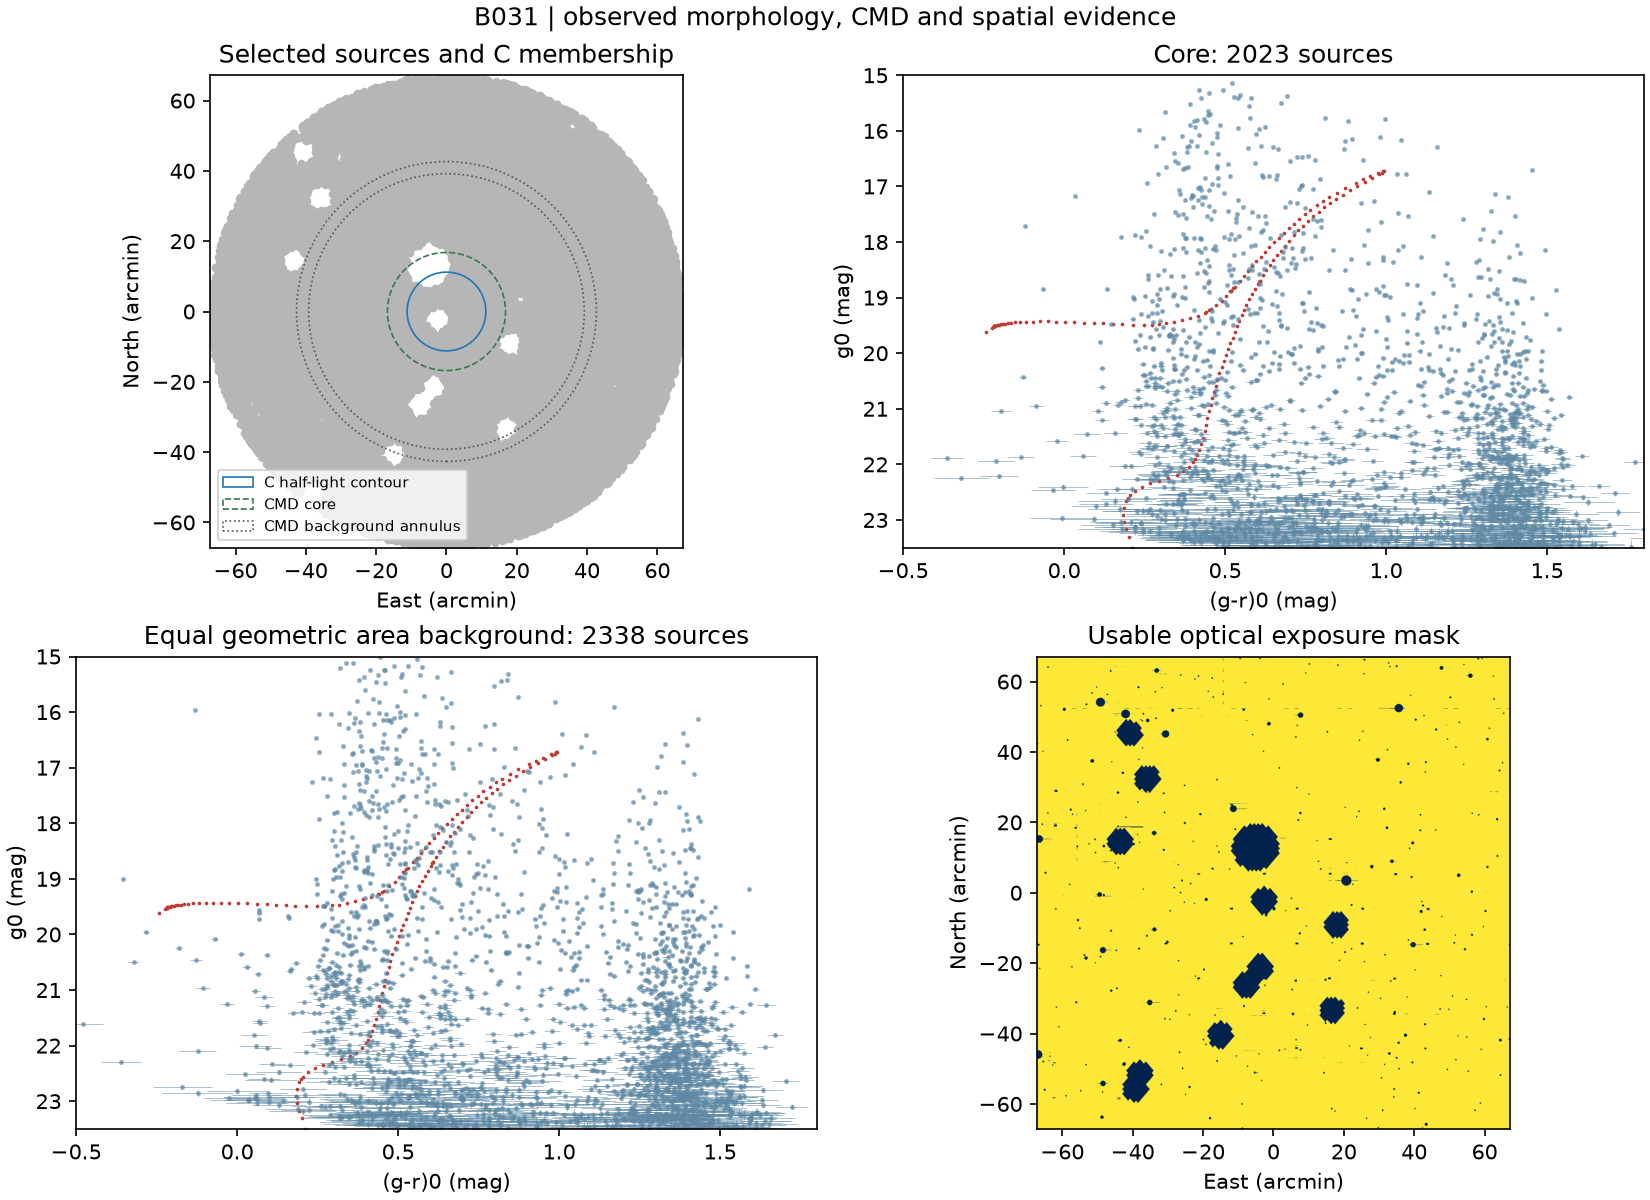 B031 | observed morphology, CMD and spatial evidence
Selected sources and C membership
60
40
20
0
−20
−40
−60
North (arcmin)
C half-light contour
CMD core
CMD background annulus
−60 −40 −20 0 20 40 60
East (arcmin)
Core: 2023 sources
15
16
17
18
19
20
21
22
23
g0 (mag)
−0.5 0.0 0.5 1.0 1.5
(g-r)0 (mag)
Equal geometric area background: 2338 sources
15
16
17
18
19
20
21
22
23
g0 (mag)
−0.5 0.0 0.5 1.0 1.5
(g-r)0 (mag)
Usable optical exposure mask
60
40
20
0
−20
−40
−60
North (arcmin)
−60 −40 −20 0 20 40 60
East (arcmin)